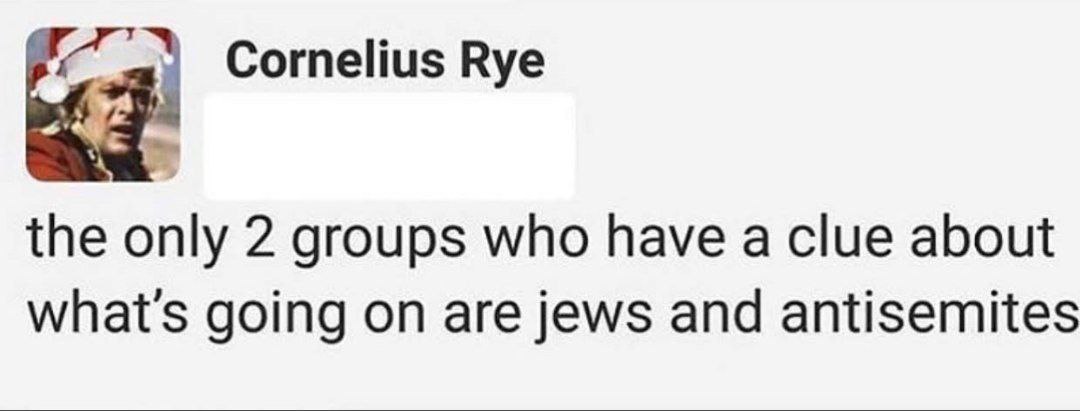 Cornelius Rye
the only 2 groups who have a clue about
what's going on are jews and antisemites